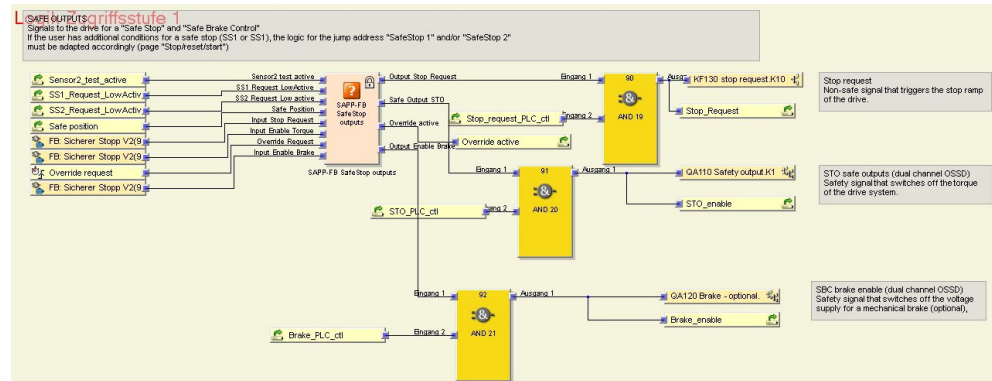 Logik: Zugriffsstufe 1
SAFE OUTPUTS
Signals to the drive for a "Safe Stop" and "Safe Brake Control"
If the user has additional conditions for a safe stop (SS1 or SS1), the logic for the jump address "SafeStop 1" and/or "SafeStop 2"
must be adapted accordingly (page "Stop/reset/start")
Sensor2_test_active
SS1_Request_LowActiv
SS2_Request_LowActiv
Safe position
FB: Sicherer Stopp V2(9
FB: Sicherer Stopp V2(9
Override request
FB: Sicherer Stopp V2(9
Sensor2 test active
SS1 Request LowActive
SS2 Request Low active
Safe Position
Input Stop Request
Input Enable Torque
Override Request
Input Enable Brake
SAPP-FB
SafeStop
outputs
SAPP-FB SafeStop outputs
Output Stop Request
Safe Output STO
Override active
Output Enable Brake
Stop_request_PLC_ctl
Override active
Eingang 1
Eingang 2
90
&
AND 19
Ausg
KF130 stop request.K10
Stop_Request
Stop request
Non-safe signal that triggers the stop ramp
of the drive.
STO_PLC_ctl
Eingang 1
Eingang 2
91
&
AND 20
Ausgang 1
QA110 Safety output.K1
STO_enable
STO safe outputs (dual channel OSSD)
Safety signal that switches off the torque
of the drive system.
Brake_PLC_ctl
Eingang 1
Eingang 2
92
&
AND 21
Ausgang 1
QA120 Brake - optional.
Brake_enable
SBC brake enable (dual channel OSSD)
Safety signal that switches off the voltage
supply for a mechanical brake (optional),